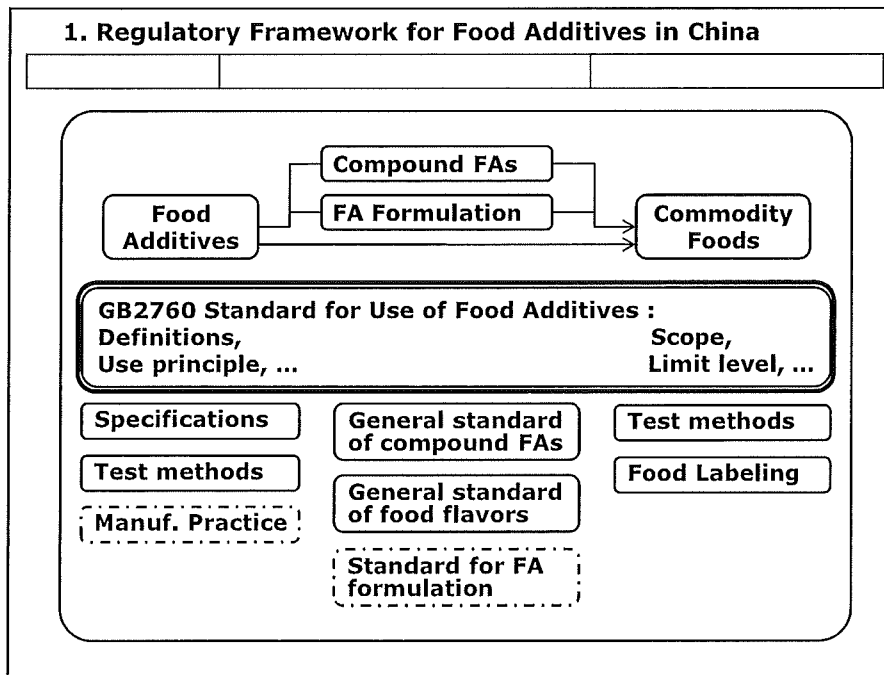 1. Regulatory Framework for Food Additives in China
Compound FAs
FA Formulation
Food
Additives
Commodity
Foods
GB2760 Standard for Use of Food Additives :
Definitions,
Scope,
Use principle, ...
Limit level, ...
Specifications
Test methods
Manuf. Practice
General standard
of compound FAs
General standard
of food flavors
Standard for FA
formulation
Test methods
Food Labeling